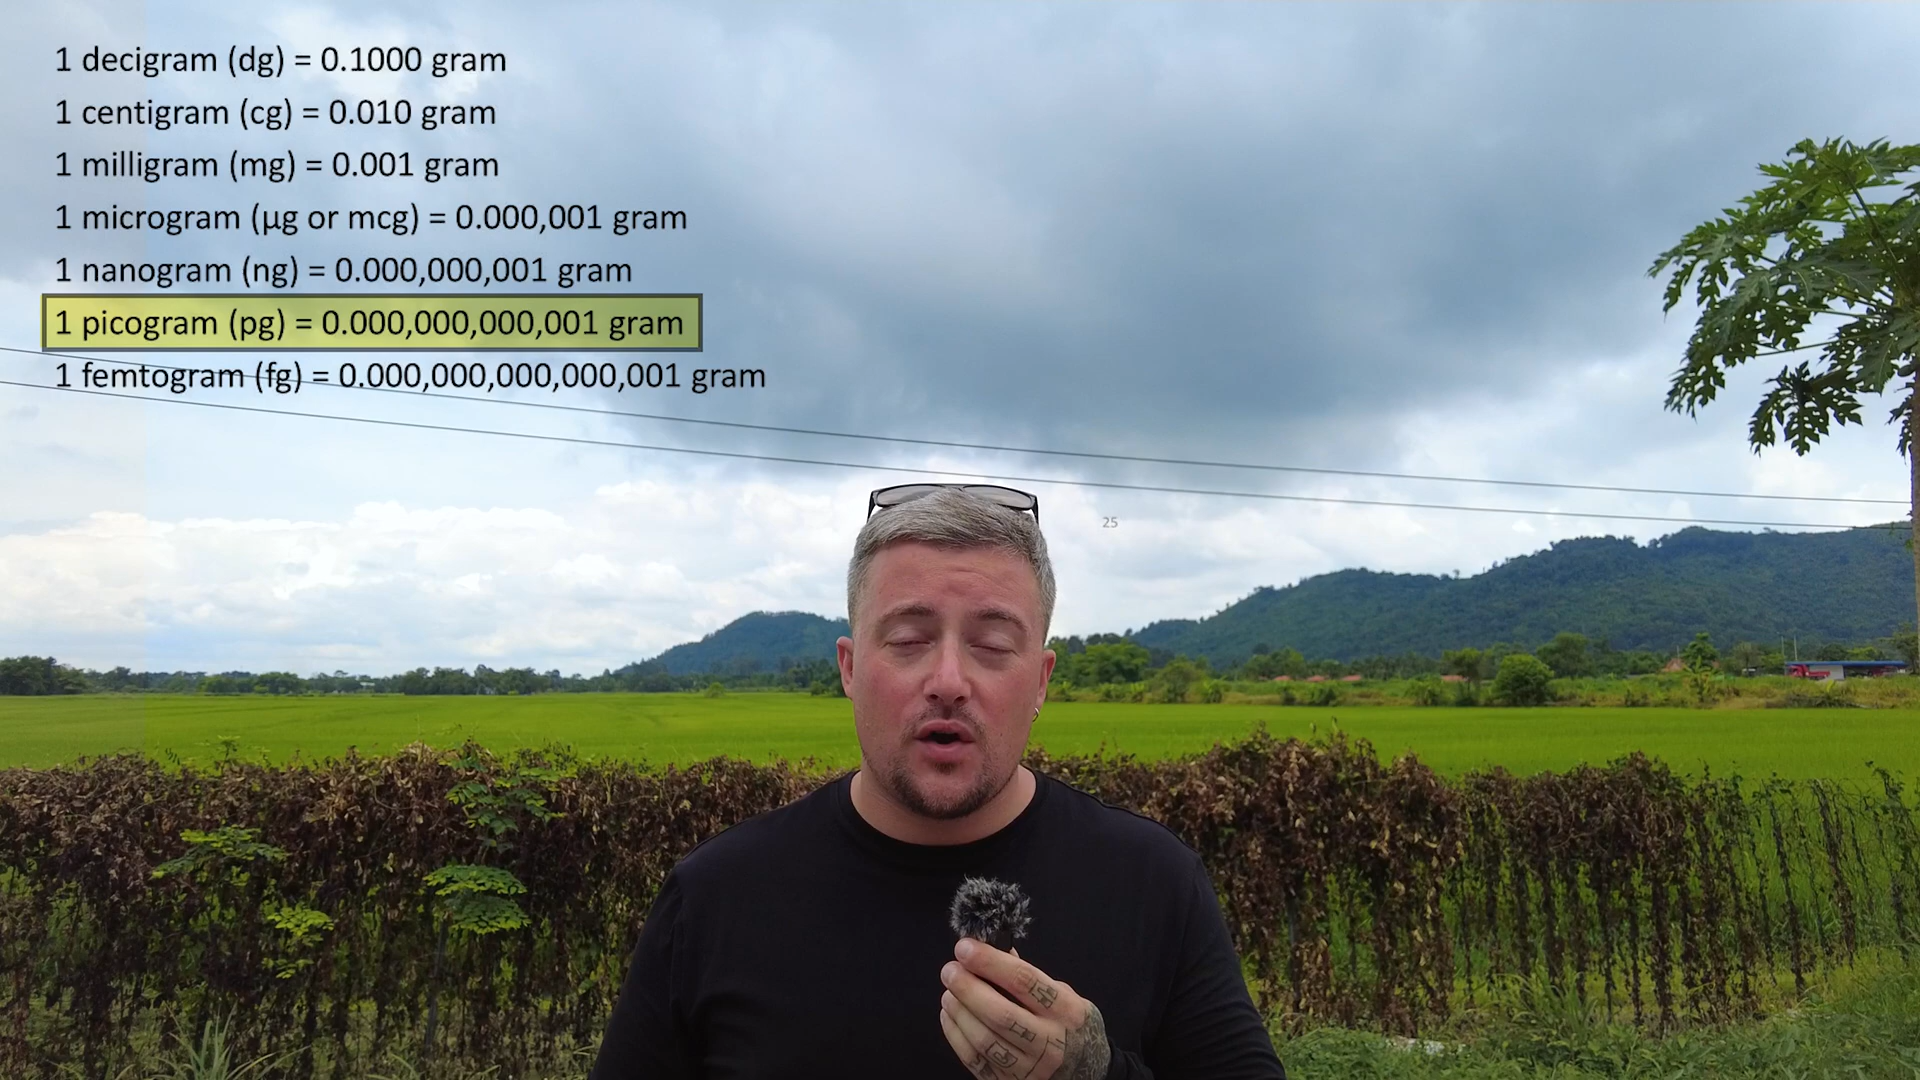 1 decigram (dg) = 0.1000 gram
1 centigram (cg) = 0.010 gram
1 milligram (mg) = 0.001 gram
1 microgram (µg or mcg) = 0.000,001 gram
1 nanogram (ng) = 0.000,000,001 gram
1 picogram (pg) = 0.000,000,000,001 gram
1 femtogram (fg) = 0.000,000,000,000,001 gram
25